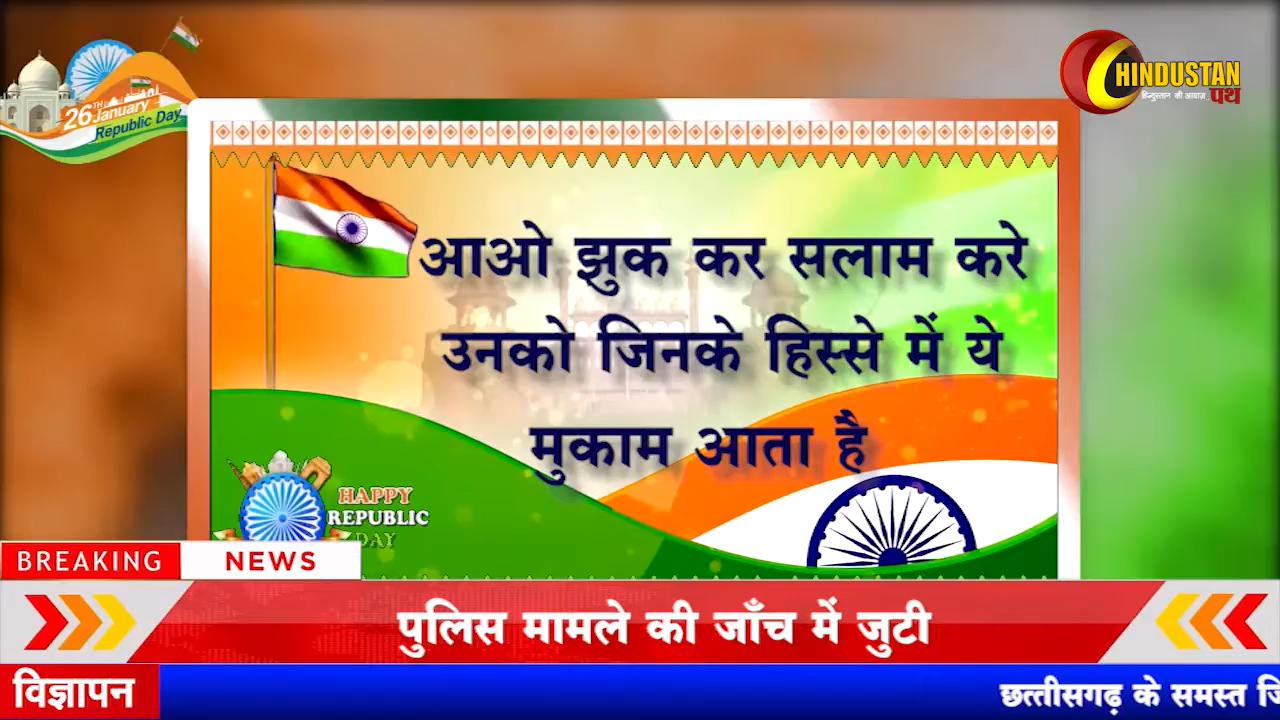 26TH January
Republic Day
HINDUSTAN
हिन्दुस्तान की आवाज़.. पथ
आओ झुक कर सलाम करे
उनको जिनके हिस्से में ये
मुकाम आता है
HAPPY
REPUBLIC
DAY
BREAKING NEWS
पुलिस मामले की जाँच में जुटी
विज्ञापन
छत्तीसगढ़ के समस्त